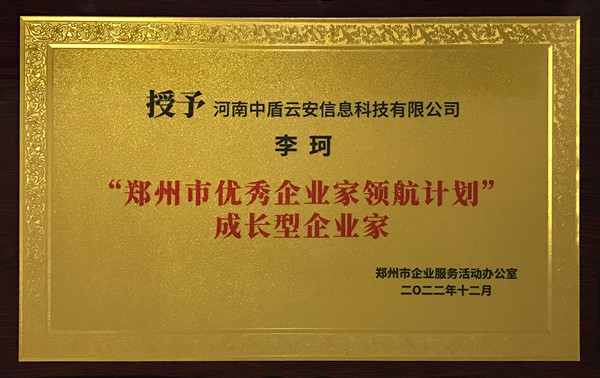 授予 河南中盾云安信息科技有限公司
李 珂
“郑州市优秀企业家领航计划”
成长型企业家
郑州市企业服务活动办公室
二〇二二年十二月